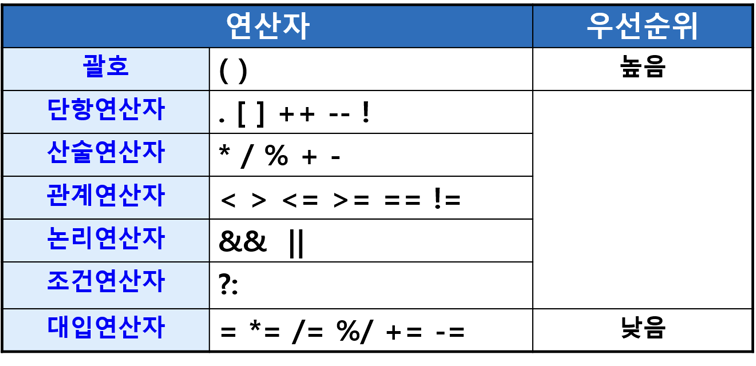 연산자 우선순위
괄호 ( ) 높음
단항연산자 . [ ] ++ -- !
산술연산자 * / % + -
관계연산자 < > <= >= == !=
논리연산자 && ||
조건연산자 ?:
대입연산자 = *= /= %/ += -= 낮음